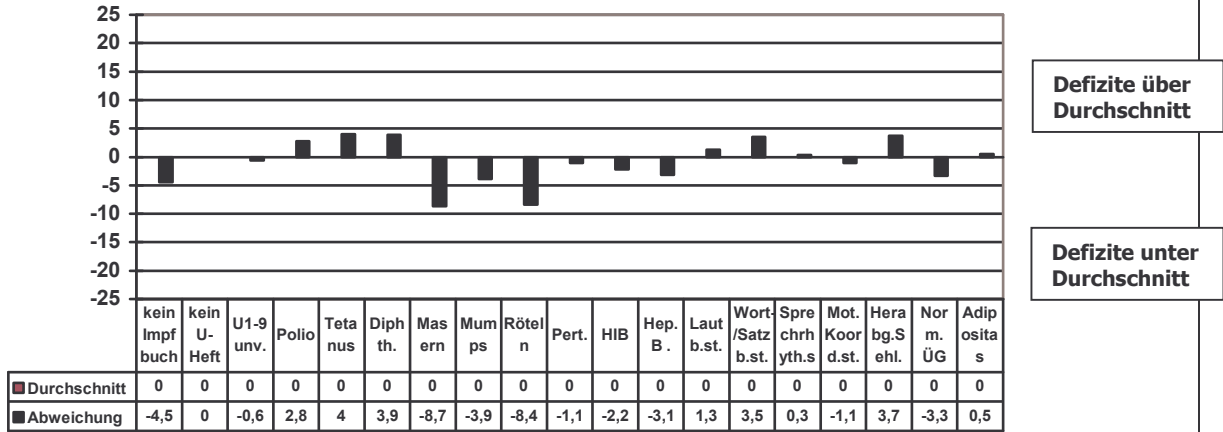 25
20
15
10
5
0
-5
-10
-15
-20
-25
Defizite über
Durchschnitt
Defizite unter
Durchschnitt
kein Impf buch
kein U- Heft
U1-9 unv.
Polio
Teta nus
Diph th.
Mas ern
Mum ps
Rötel n
Pert.
HIB
Hep. B .
Laut b.st.
Wort- /Satz b.st.
Spre chrh yth.s
Mot. Koor d.st.
Hera bg.S ehl.
Nor m. ÜG
Adip osita s
Durchschnitt 0 0 0 0 0 0 0 0 0 0 0 0 0 0 0 0 0 0 0
Abweichung -4,5 0 -0,6 2,8 4 3,9 -8,7 -3,9 -8,4 -1,1 -2,2 -3,1 1,3 3,5 0,3 -1,1 3,7 -3,3 0,5